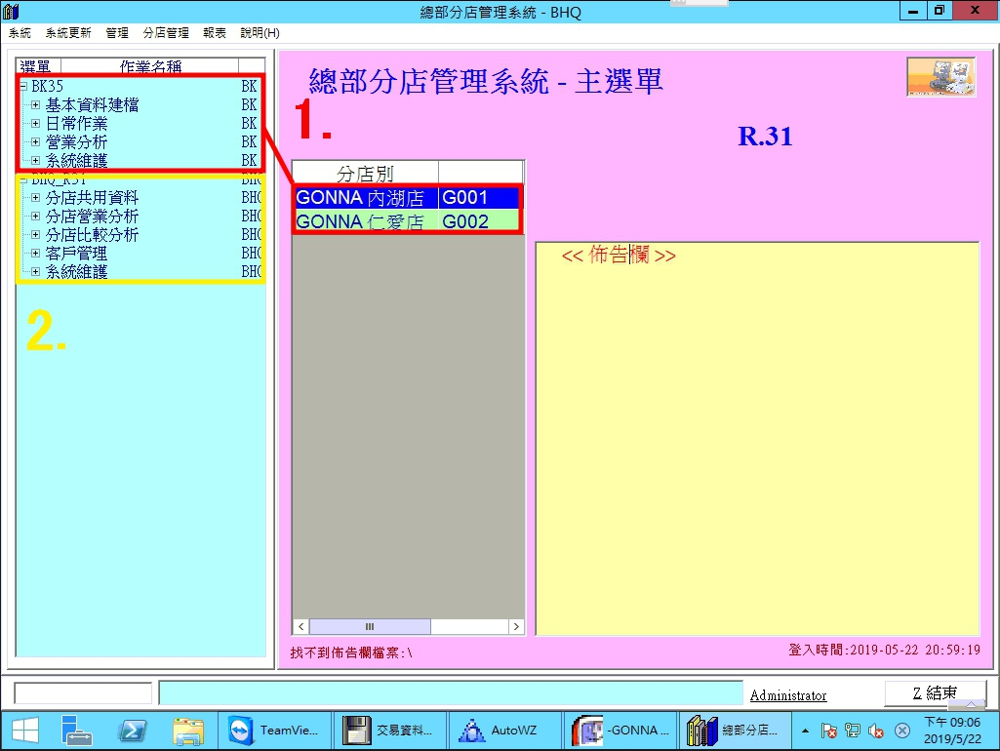 總部分店管理系統 - BHQ
系統 系統更新 管理 分店管理 報表 說明(H)
選單 作業名稱
BK35 BK
基本資料建檔 BK
日常作業 BK
營業分析 BK
系統維護 BK
BHQ_R31 BHQ
分店共用資料 BHQ
分店營業分析 BHQ
分店比較分析 BHQ
客戶管理 BHQ
系統維護 BHQ
2.
總部分店管理系統 - 主選單
1.
R.31
分店別
GONNA 內湖店 G001
GONNA 仁愛店 G002
<< 佈告欄 >>
找不到佈告欄檔案:\
登入時間:2019-05-22 20:59:19
Administrator
Z 結束
TeamVie...
交易資料...
AutoWZ
-GONNA ...
總部分店...
下午 09:06
2019/5/22